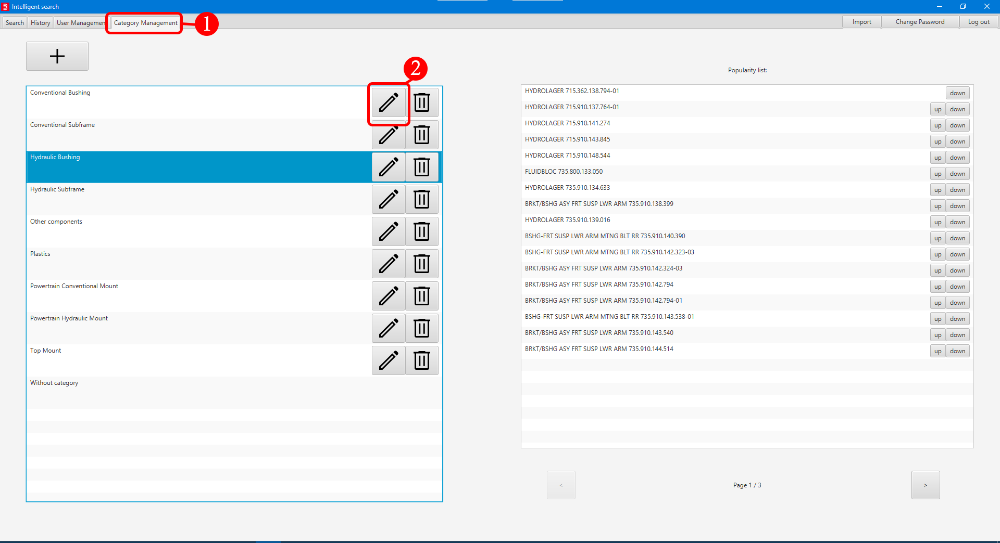 Intelligent search
Search History User Management Category Management 1 Import Change Password Log out
2
Popularity list:
Conventional Bushing
Conventional Subframe
Hydraulic Bushing
Hydraulic Subframe
Other components
Plastics
Powertrain Conventional Mount
Powertrain Hydraulic Mount
Top Mount
Without category
HYDROLAGER 715.362.138.794-01 down
HYDROLAGER 715.910.137.764-01 up down
HYDROLAGER 715.910.141.274 up down
HYDROLAGER 715.910.143.845 up down
HYDROLAGER 715.910.148.544 up down
FLUIDBLOC 735.800.133.050 up down
HYDROLAGER 735.910.134.633 up down
BRKT/BSHG ASY FRT SUSP LWR ARM 735.910.138.399 up down
HYDROLAGER 735.910.139.016 up down
BSHG-FRT SUSP LWR ARM MTNG BLT RR 735.910.140.390 up down
BSHG-FRT SUSP LWR ARM MTNG BLT RR 735.910.142.323-03 up down
BRKT/BSHG ASY FRT SUSP LWR ARM 735.910.142.324-03 up down
BRKT/BSHG ASY FRT SUSP LWR ARM 735.910.142.794 up down
BRKT/BSHG ASY FRT SUSP LWR ARM 735.910.142.794-01 up down
BSHG-FRT SUSP LWR ARM MTNG BLT RR 735.910.143.538-01 up down
BRKT/BSHG ASY FRT SUSP LWR ARM 735.910.143.540 up down
BRKT/BSHG ASY FRT SUSP LWR ARM 735.910.144.514 up down
< Page 1 / 3 >